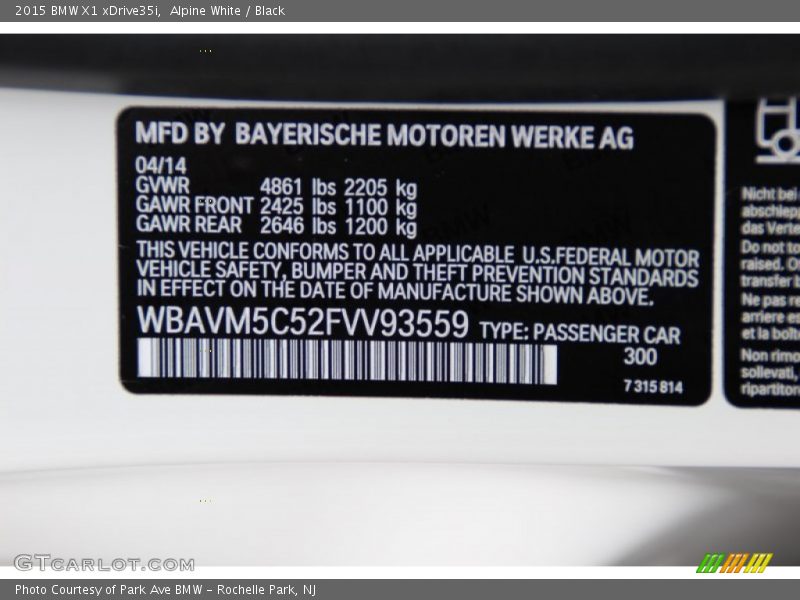 2015 BMW X1 xDrive35i,  Alpine White / Black
MFD BY BAYERISCHE MOTOREN WERKE AG
04/14
GVWR 4861 lbs 2205 kg
GAWR FRONT 2425 lbs 1100 kg
GAWR REAR 2646 lbs 1200 kg
THIS VEHICLE CONFORMS TO ALL APPLICABLE U.S.FEDERAL MOTOR
VEHICLE SAFETY, BUMPER AND THEFT PREVENTION STANDARDS
IN EFFECT ON THE DATE OF MANUFACTURE SHOWN ABOVE.
WBAVM5C52FVV93559 TYPE: PASSENGER CAR
300
7 315 814
Nicht bei
abschlepp
das Verte
Do not to
raised. O
transfer b
Ne pas re
arriere es
et la boît
Non rimo
sollevati,
ripartitor
GTCARLOT.COM
Photo Courtesy of Park Ave BMW - Rochelle Park, NJ